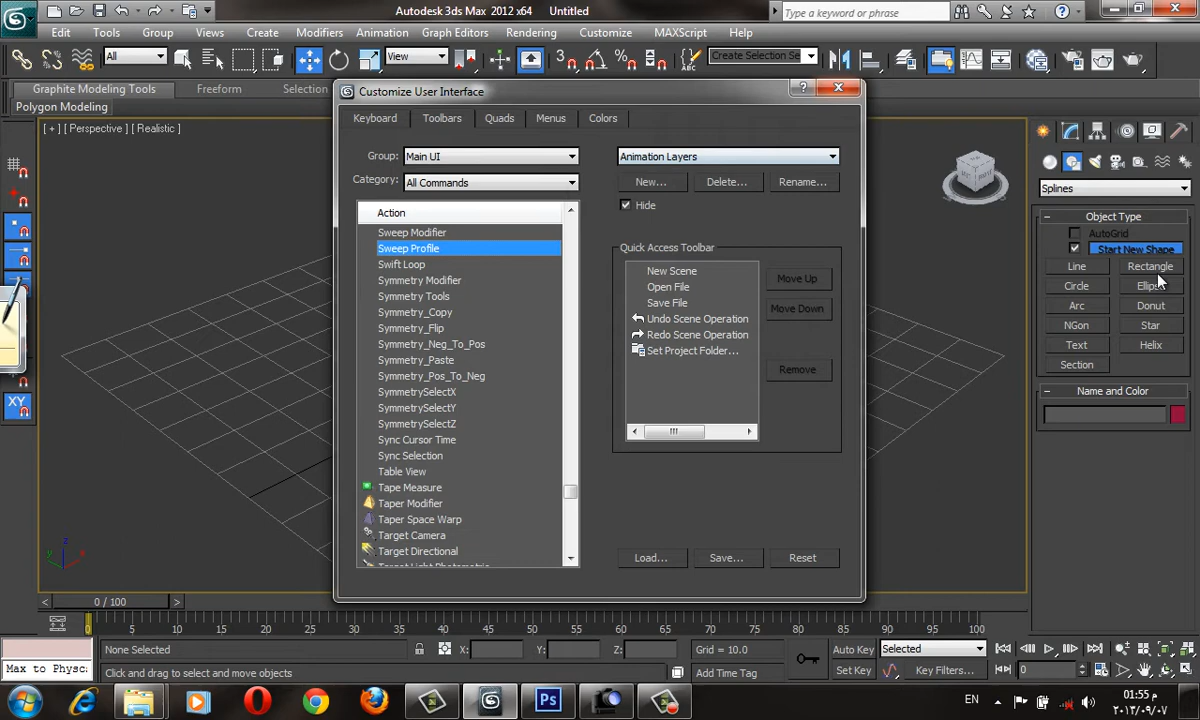 Autodesk 3ds Max 2012 x64 Untitled
Type a keyword or phrase
Edit Tools Group Views Create Modifiers Animation Graph Editors Rendering Customize MAXScript Help
All View Create Selection Se
Graphite Modeling Tools Freeform Selection
Polygon Modeling
[ + ] [ Perspective ] [ Realistic ]
Customize User Interface
Keyboard Toolbars Quads Menus Colors
Group: Main UI
Category: All Commands
Action
Sweep Modifier
Sweep Profile
Swift Loop
Symmetry Modifier
Symmetry Tools
Symmetry_Copy
Symmetry_Flip
Symmetry_Neg_To_Pos
Symmetry_Paste
Symmetry_Pos_To_Neg
SymmetrySelectX
SymmetrySelectY
SymmetrySelectZ
Sync Cursor Time
Sync Selection
Table View
Tape Measure
Taper Modifier
Taper Space Warp
Target Camera
Target Directional
Target Light Photometric
Animation Layers
New... Delete... Rename...
Hide
Quick Access Toolbar
New Scene
Open File
Save File
Undo Scene Operation
Redo Scene Operation
Set Project Folder...
Move Up
Move Down
Remove
Load... Save... Reset
Splines
Object Type
AutoGrid
Start New Shape
Line Rectangle
Circle Ellipse
Arc Donut
NGon Star
Text Helix
Section
Name and Color
XY
z
y x
0 / 100
0 5 10 15 20 25 30 35 40 45 50 55 60 65 70 75 80 85 90 95 100
None Selected X: Y: Z: Grid = 10.0 Auto Key Selected
Max to Physc Click and drag to select and move objects Add Time Tag Set Key Key Filters... 0
EN
01:55 م
٢٠١٣/٠٩/٠٧